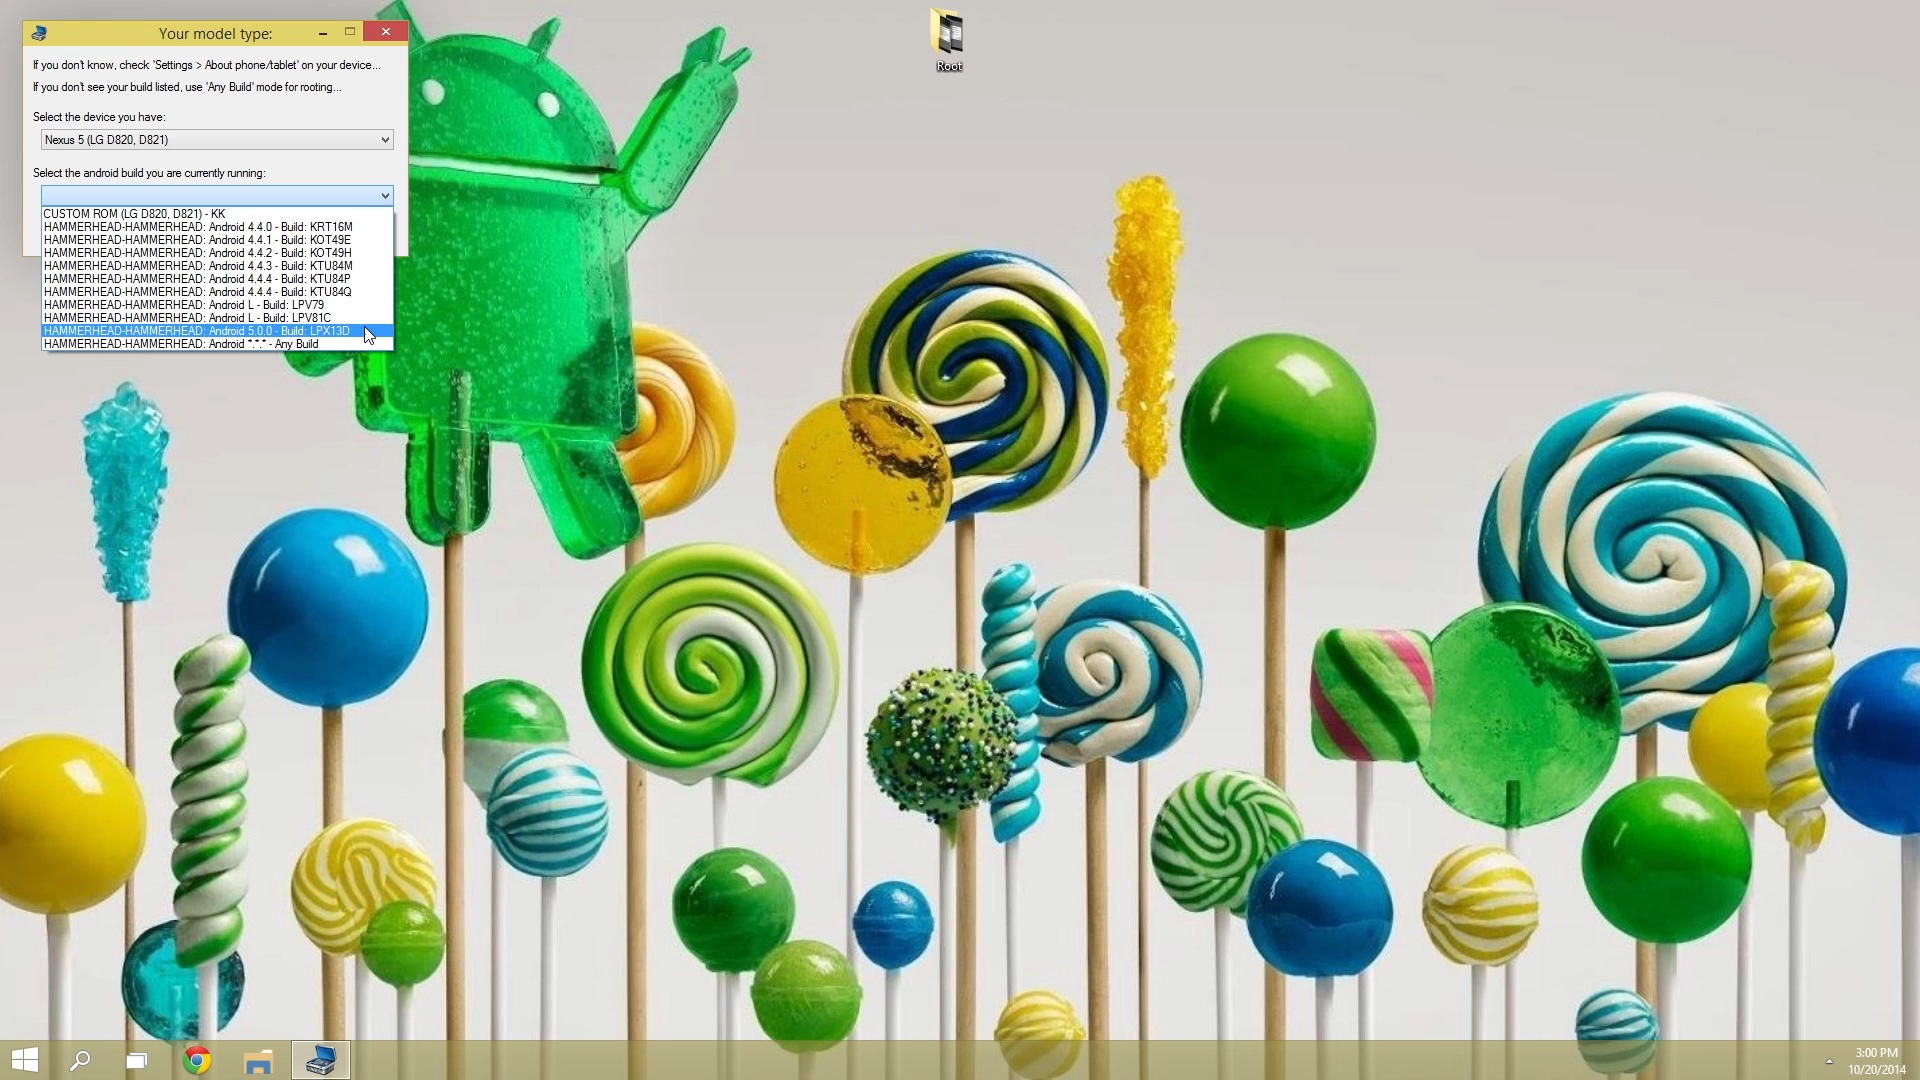 Your model type:
If you don't know, check 'Settings > About phone/tablet' on your device...
If you don't see your build listed, use 'Any Build' mode for rooting...
Select the device you have:
Nexus 5 (LG D820, D821)
Select the android build you are currently running:
CUSTOM ROM (LG D820, D821) - KK
HAMMERHEAD-HAMMERHEAD: Android 4.4.0 - Build: KRT16M
HAMMERHEAD-HAMMERHEAD: Android 4.4.1 - Build: KOT49E
HAMMERHEAD-HAMMERHEAD: Android 4.4.2 - Build: KOT49H
HAMMERHEAD-HAMMERHEAD: Android 4.4.3 - Build: KTU84M
HAMMERHEAD-HAMMERHEAD: Android 4.4.4 - Build: KTU84P
HAMMERHEAD-HAMMERHEAD: Android 4.4.4 - Build: KTU84Q
HAMMERHEAD-HAMMERHEAD: Android L - Build: LPV79
HAMMERHEAD-HAMMERHEAD: Android L - Build: LPV81C
HAMMERHEAD-HAMMERHEAD: Android 5.0.0 - Build: LPX13D
HAMMERHEAD-HAMMERHEAD: Android *.*.* - Any Build
Root
3:00 PM
10/20/2014